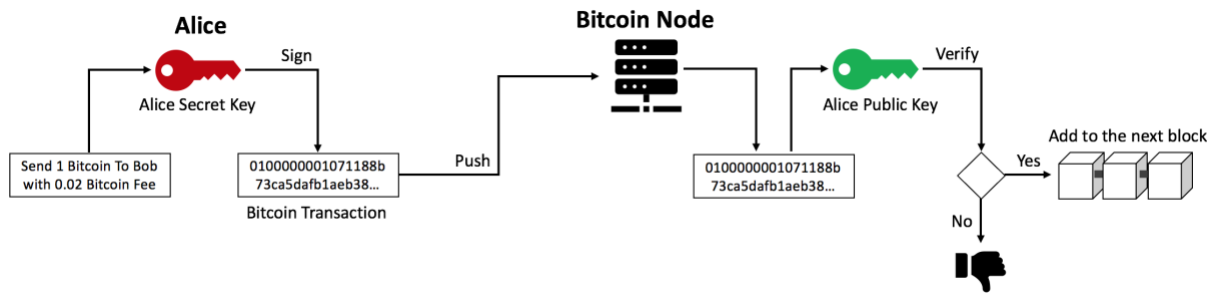 Alice
Sign
Alice Secret Key
Send 1 Bitcoin To Bob
with 0.02 Bitcoin Fee
0100000001071188b
73ca5dafb1aeb38...
Bitcoin Transaction
Push
Bitcoin Node
0100000001071188b
73ca5dafb1aeb38...
Alice Public Key
Verify
Yes
No
Add to the next block